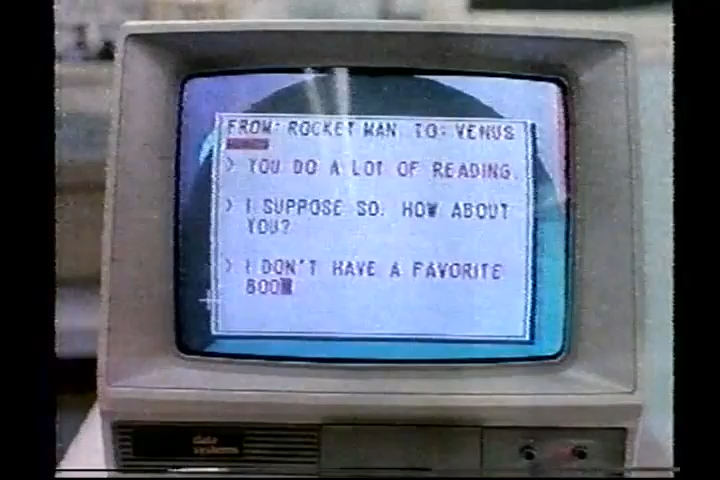 FROM: ROCKET MAN TO: VENUS
> YOU DO A LOT OF READING.
> I SUPPOSE SO. HOW ABOUT
YOU?
> I DON'T HAVE A FAVORITE
BOO
data
systems